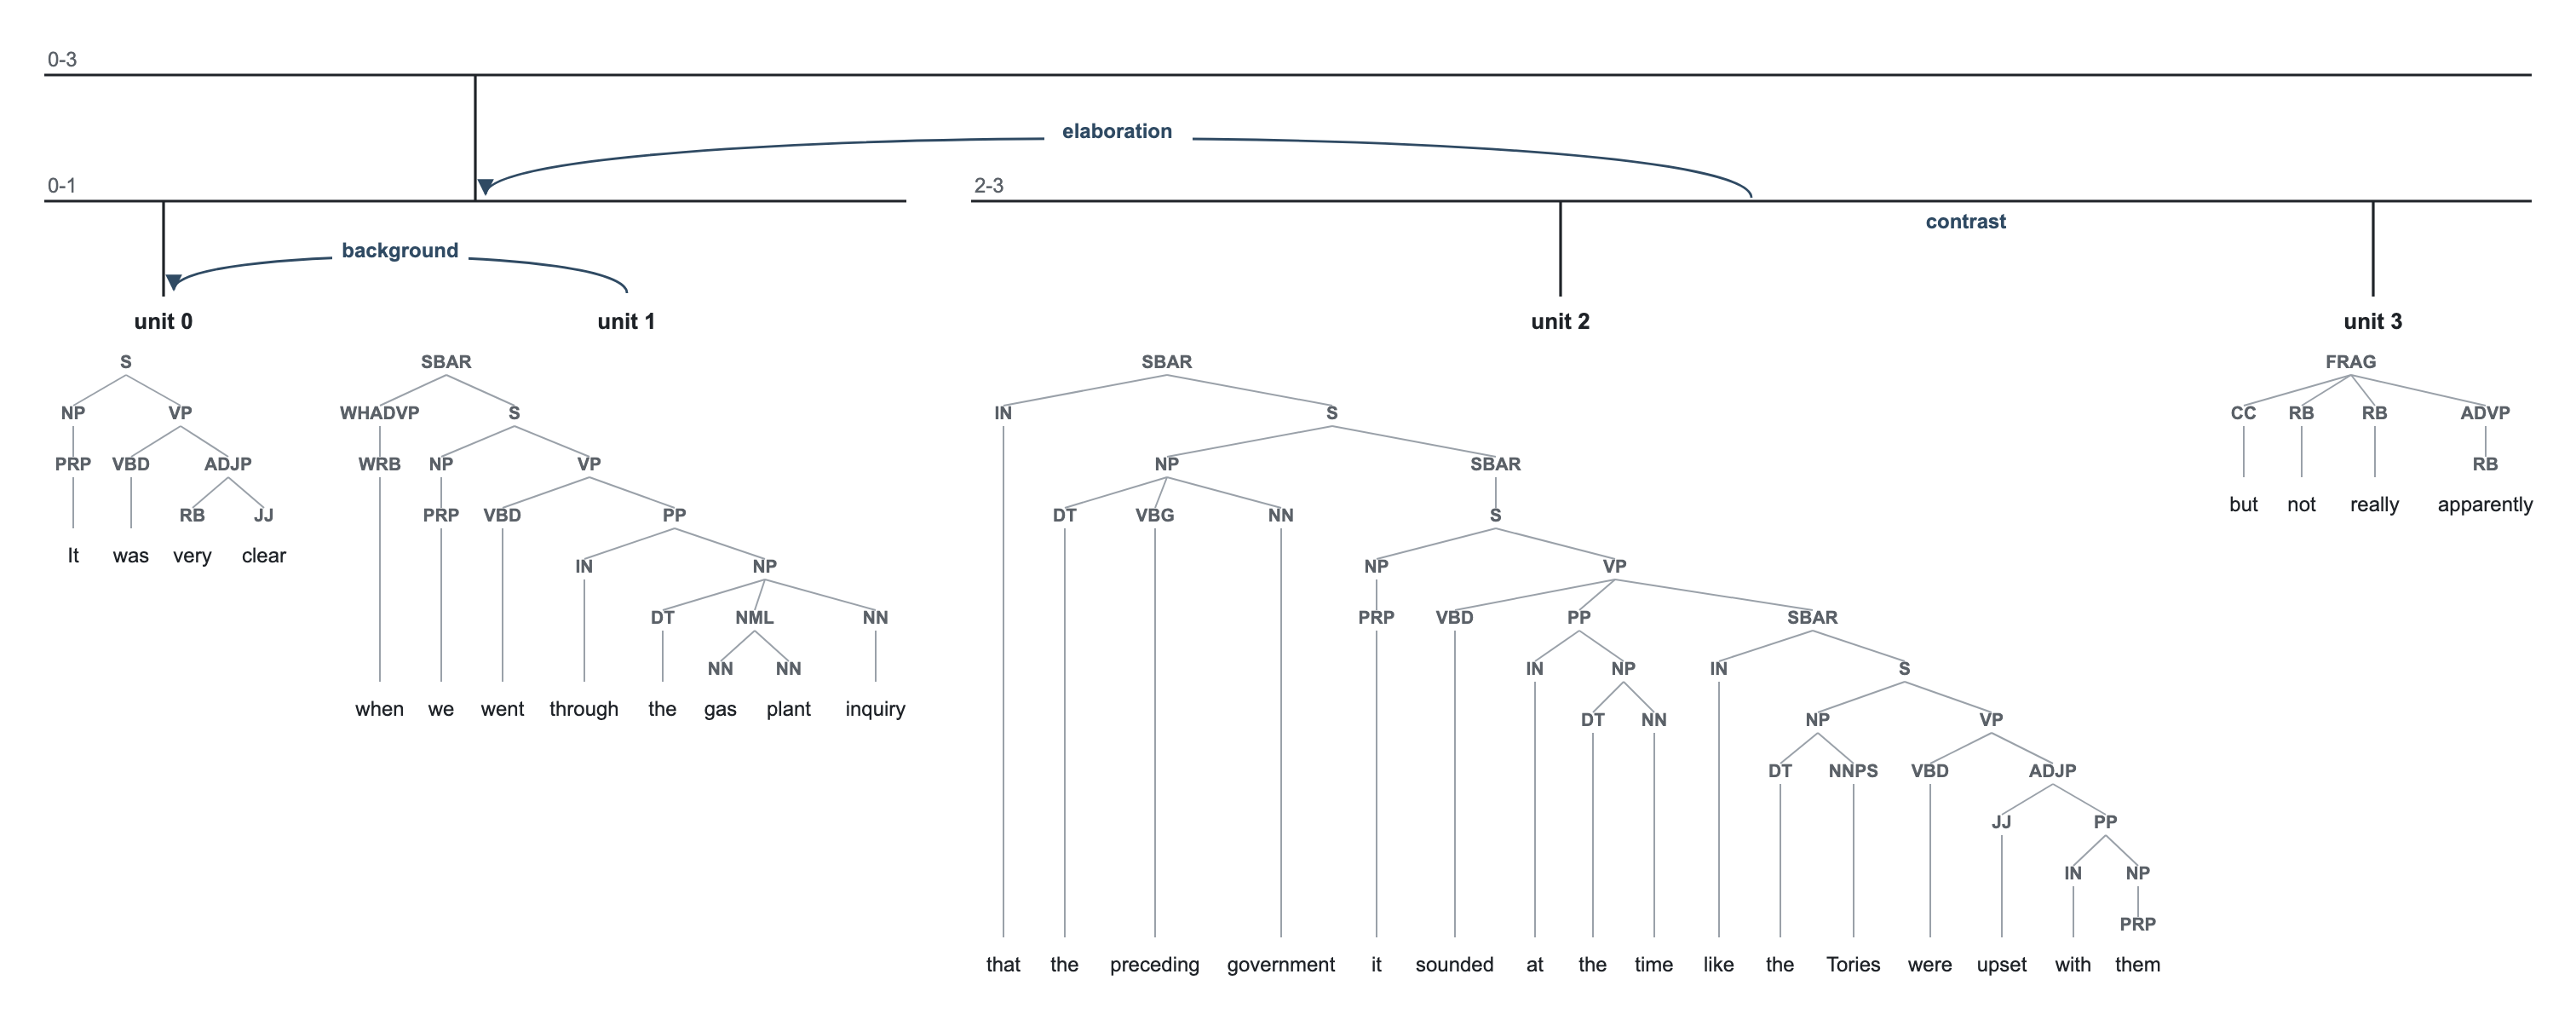 0-3
elaboration
0-1
2-3
contrast
background
unit 0 unit 1 unit 2 unit 3
S SBAR SBAR FRAG
NP VP WHADVP S IN S CC RB RB ADVP
PRP VBD ADJP WRB NP VP NP SBAR RB
RB JJ PRP VBD PP DT VBG NN S but not really apparently
It was very clear IN NP NP VP
DT NML NN PRP VBD PP SBAR
NN NN IN NP IN S
when we went through the gas plant inquiry DT NN NP VP
DT NNPS VBD ADJP
JJ PP
IN NP
PRP
that the preceding government it sounded at the time like the Tories were upset with them